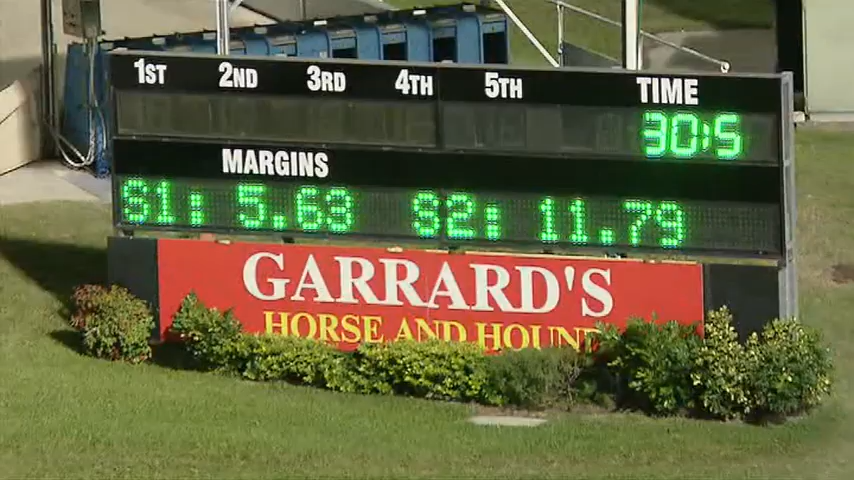 1ST 2ND 3RD 4TH 5TH TIME
30:5
MARGINS
S1: 5.63 S2: 11.79
GARRARD'S
HORSE AND HOUND